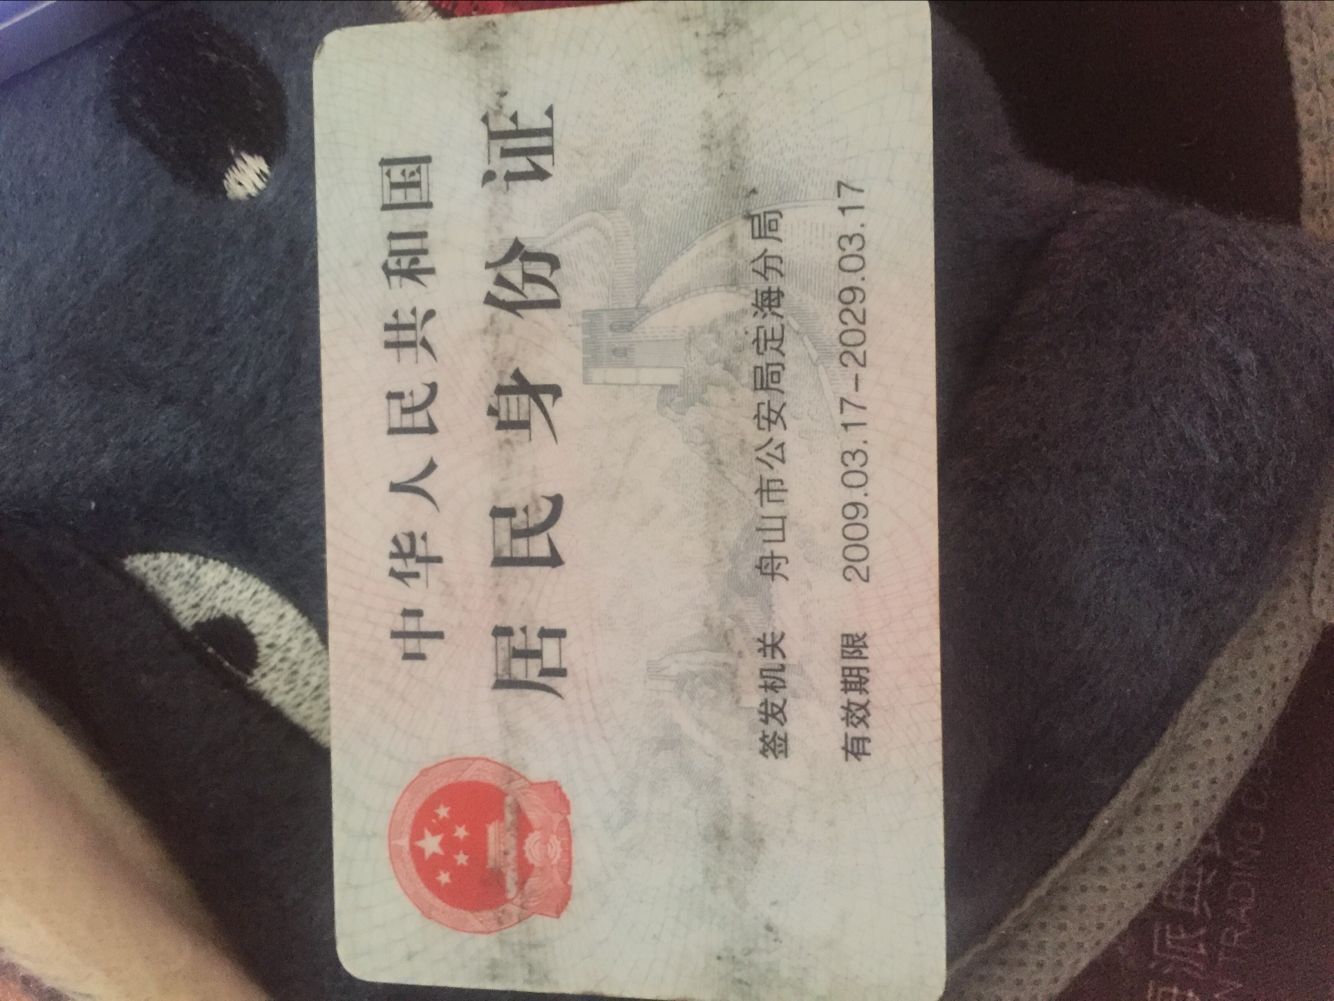 中华人民共和国
居民身份证
签发机关 舟山市公安局定海分局
有效期限 2009.03.17-2029.03.17
TRADING